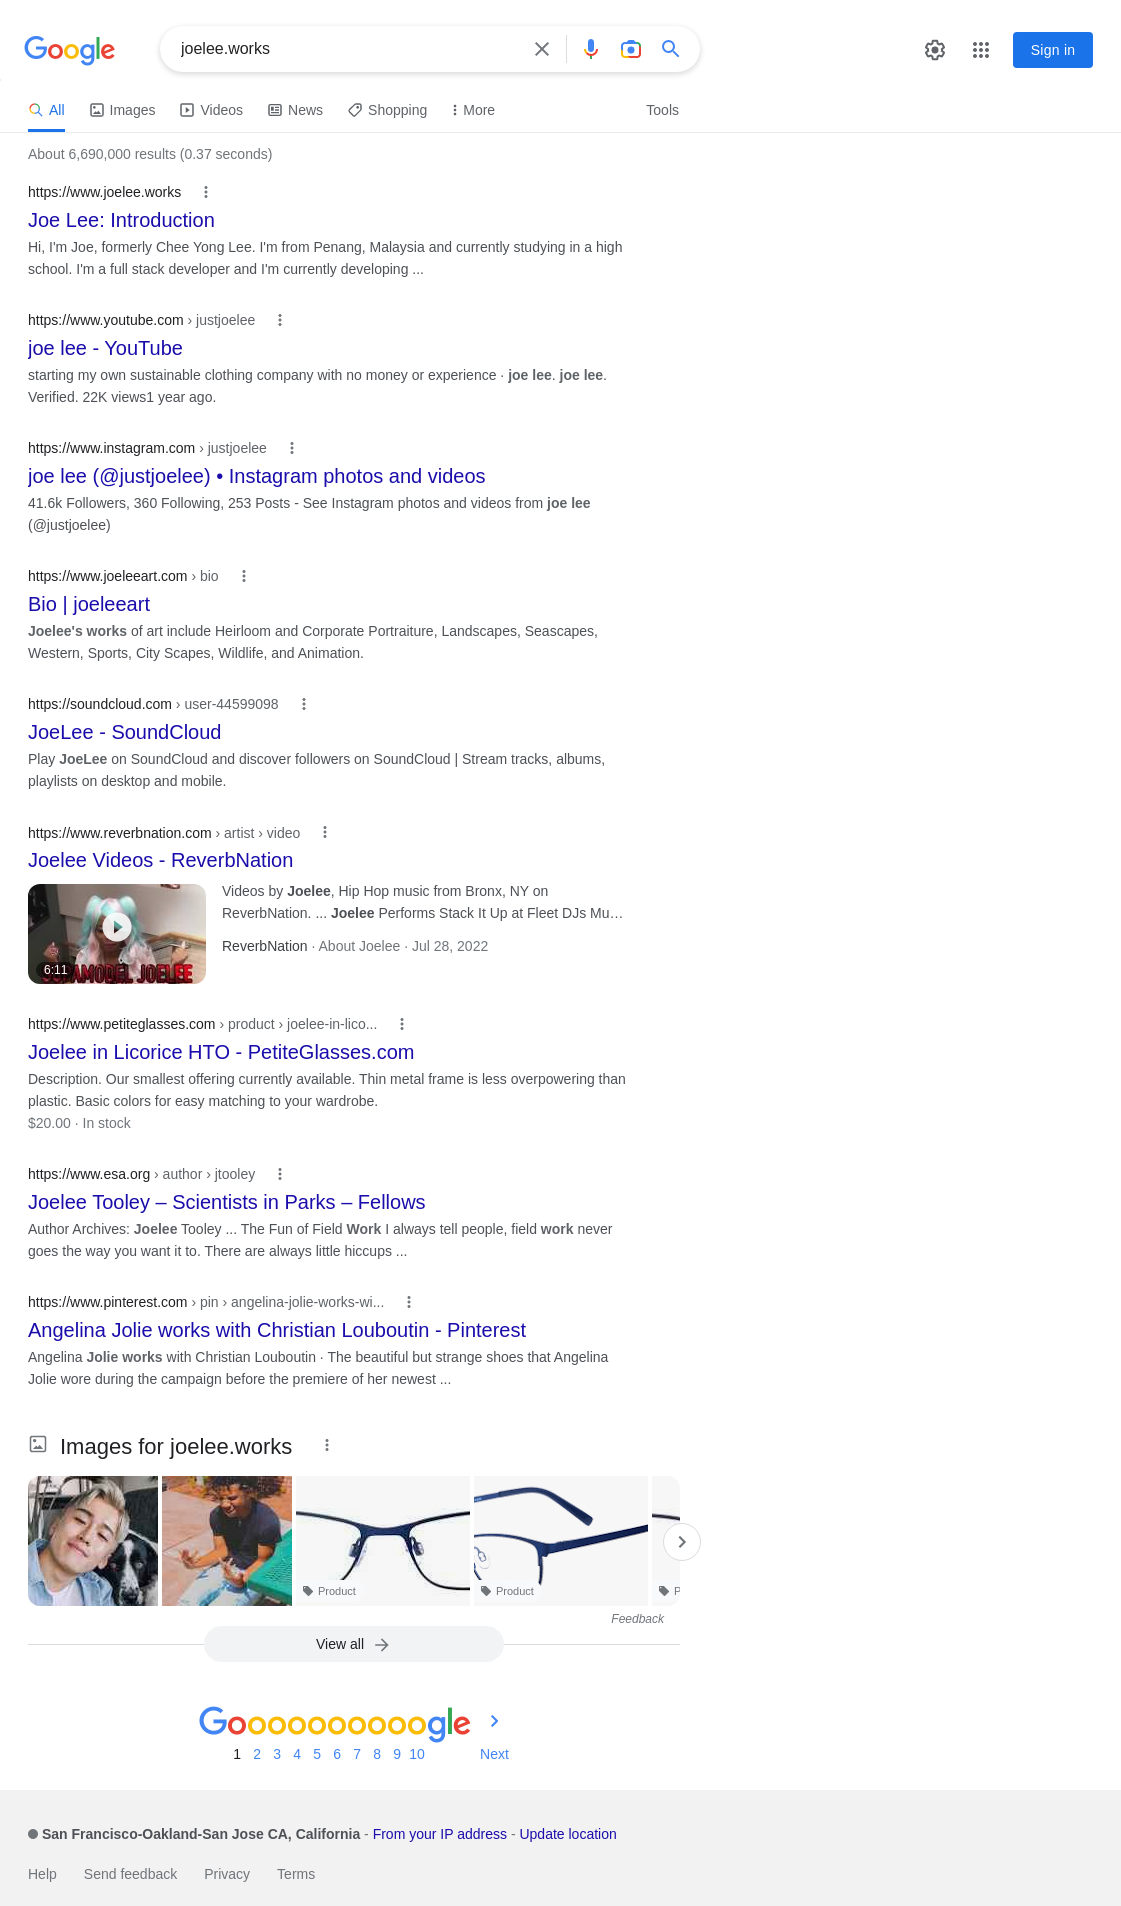 Google
joelee.works
Sign in
All
Images
Videos
News
Shopping
More
Tools
About 6,690,000 results (0.37 seconds)
https://www.joelee.works
Joe Lee: Introduction
Hi, I'm Joe, formerly Chee Yong Lee. I'm from Penang, Malaysia and currently studying in a high
school. I'm a full stack developer and I'm currently developing ...
https://www.youtube.com › justjoelee
joe lee - YouTube
starting my own sustainable clothing company with no money or experience · joe lee. joe lee.
Verified. 22K views1 year ago.
https://www.instagram.com › justjoelee
joe lee (@justjoelee) • Instagram photos and videos
41.6k Followers, 360 Following, 253 Posts - See Instagram photos and videos from joe lee
(@justjoelee)
https://www.joeleeart.com › bio
Bio | joeleeart
Joelee's works of art include Heirloom and Corporate Portraiture, Landscapes, Seascapes,
Western, Sports, City Scapes, Wildlife, and Animation.
https://soundcloud.com › user-44599098
JoeLee - SoundCloud
Play JoeLee on SoundCloud and discover followers on SoundCloud | Stream tracks, albums,
playlists on desktop and mobile.
https://www.reverbnation.com › artist › video
Joelee Videos - ReverbNation
6:11
JOELEE
Videos by Joelee, Hip Hop music from Bronx, NY on
ReverbNation. ... Joelee Performs Stack It Up at Fleet DJs Mu…
ReverbNation · About Joelee · Jul 28, 2022
https://www.petiteglasses.com › product › joelee-in-lico...
Joelee in Licorice HTO - PetiteGlasses.com
Description. Our smallest offering currently available. Thin metal frame is less overpowering than
plastic. Basic colors for easy matching to your wardrobe.
$20.00 · In stock
https://www.esa.org › author › jtooley
Joelee Tooley – Scientists in Parks – Fellows
Author Archives: Joelee Tooley ... The Fun of Field Work I always tell people, field work never
goes the way you want it to. There are always little hiccups ...
https://www.pinterest.com › pin › angelina-jolie-works-wi...
Angelina Jolie works with Christian Louboutin - Pinterest
Angelina Jolie works with Christian Louboutin · The beautiful but strange shoes that Angelina
Jolie wore during the campaign before the premiere of her newest ...
Images for joelee.works
Product
Product
P
Feedback
View all
Goooooooooogle
1 2 3 4 5 6 7 8 9 10 Next
San Francisco-Oakland-San Jose CA, California - From your IP address - Update location
Help Send feedback Privacy Terms